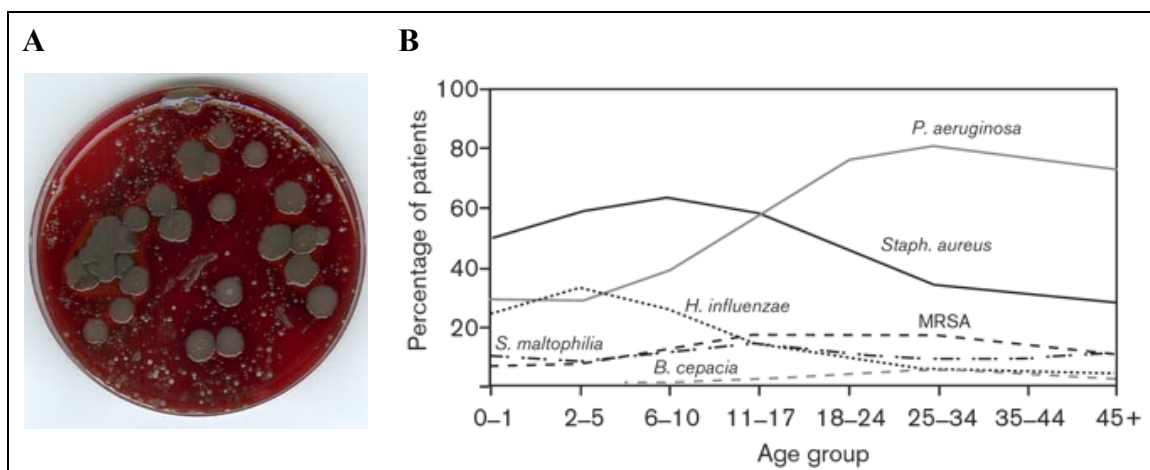 A
B
100
80
60
40
20
Percentage of patients
P. aeruginosa
Staph. aureus
H. influenzae
MRSA
S. maltophilia
B. cepacia
0–1 2–5 6–10 11–17 18–24 25–34 35–44 45+
Age group